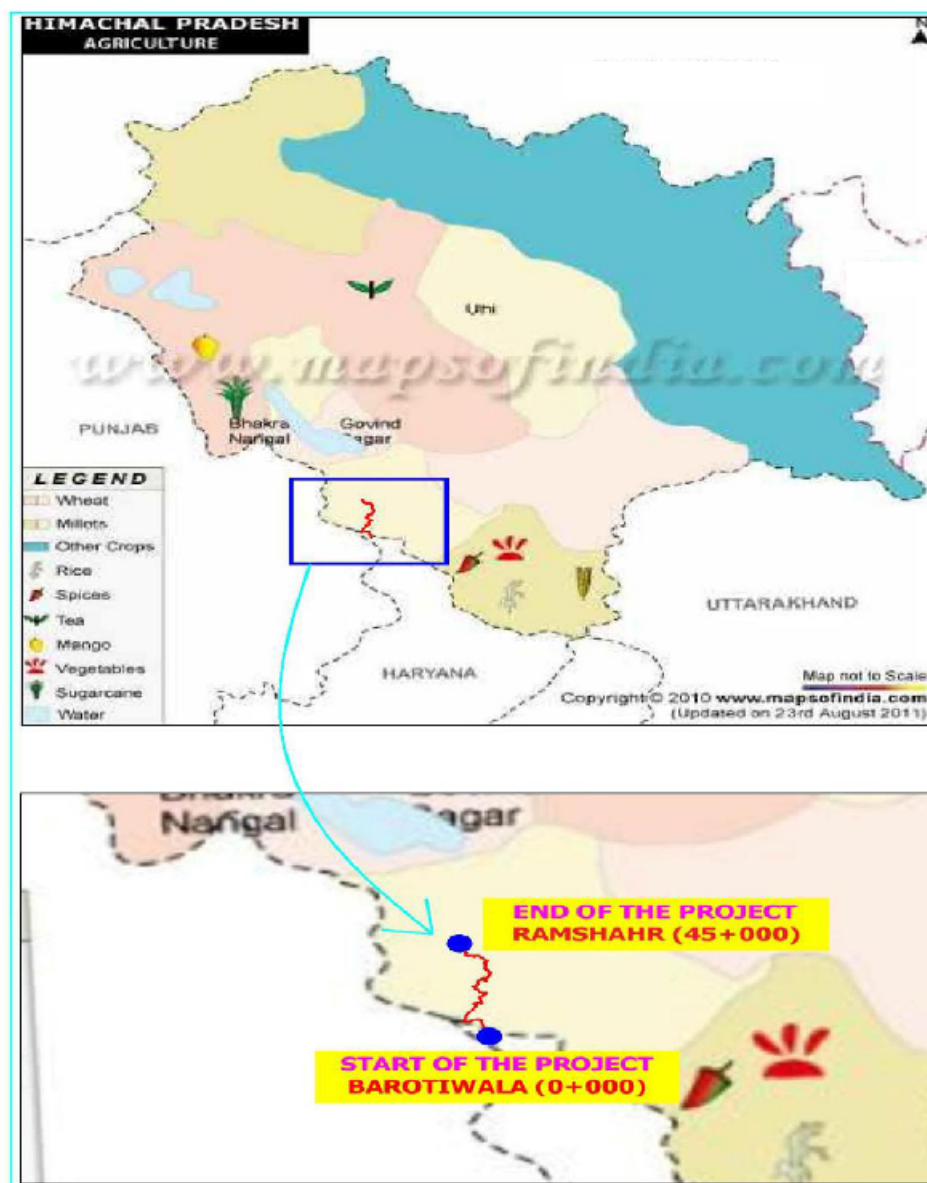 HIMACHAL PRADESH
AGRICULTURE
N
Uhl
www.mapsofindia.com
PUNJAB
Bhakra
Nangal
Govind
Sagar
LEGEND
Wheat
Millets
Other Crops
Rice
Spices
Tea
Mango
Vegetables
Sugarcane
Water
HARYANA
UTTARAKHAND
Map not to Scale
Copyright © 2010 www.mapsofindia.com
(Updated on 23rd August 2011)
Nangal
agar
END OF THE PROJECT
RAMSHAHR (45+000)
START OF THE PROJECT
BAROTIWALA (0+000)